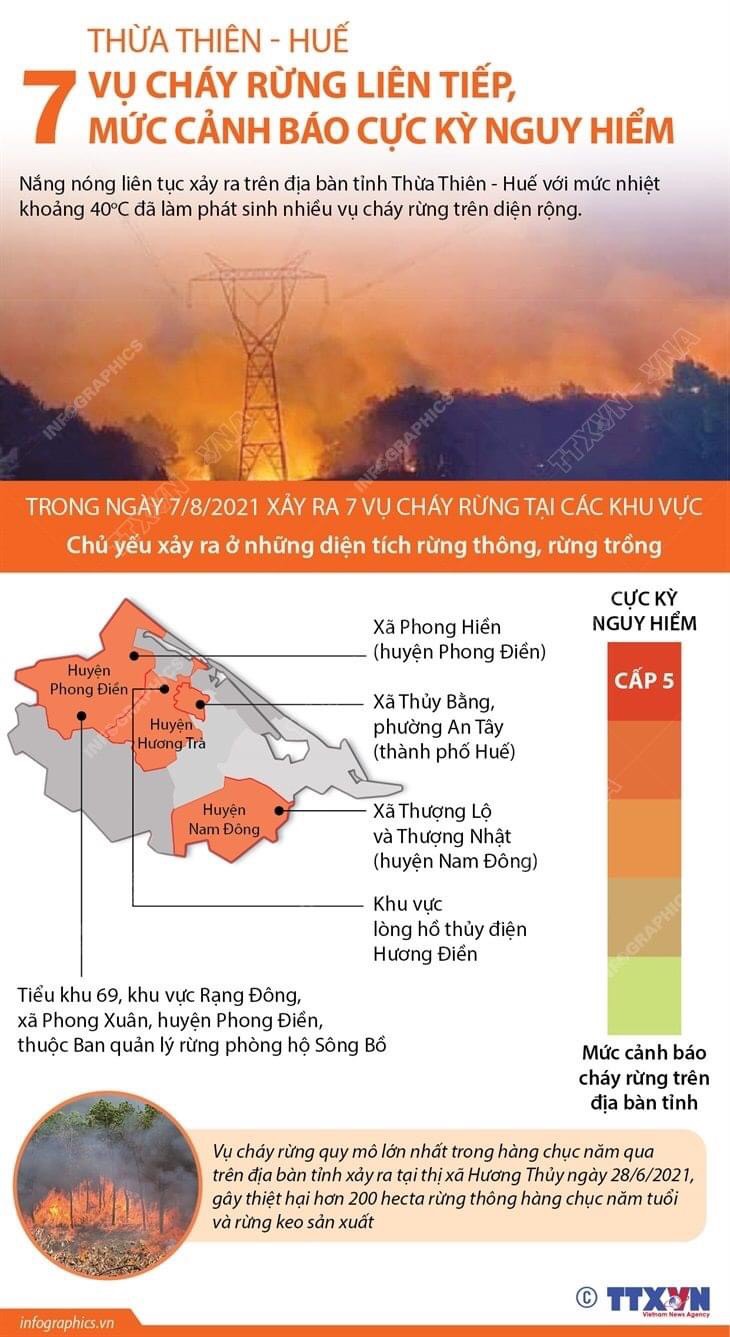 THỪA THIÊN - HUẾ
7 VỤ CHÁY RỪNG LIÊN TIẾP,
MỨC CẢNH BÁO CỰC KỲ NGUY HIỂM
Nắng nóng liên tục xảy ra trên địa bàn tỉnh Thừa Thiên - Huế với mức nhiệt
khoảng 40ºC đã làm phát sinh nhiều vụ cháy rừng trên diện rộng.
INFOGRAPHICS
INFOGRAPHICS
TTXVN - VNA
TTXVN - VNA
TRONG NGÀY 7/8/2021 XẢY RA 7 VỤ CHÁY RỪNG TẠI CÁC KHU VỰC
Chủ yếu xảy ra ở những diện tích rừng thông, rừng trồng
Huyện
Phong Điền
Huyện
Hương Trà
Huyện
Nam Đông
INFOGRAPHICS
Xã Phong Hiền
(huyện Phong Điền)
Xã Thủy Bằng,
phường An Tây
(thành phố Huế)
Xã Thượng Lộ
và Thượng Nhật
(huyện Nam Đông)
Khu vực
lòng hồ thủy điện
Hương Điền
Tiểu khu 69, khu vực Rạng Đông,
xã Phong Xuân, huyện Phong Điền,
thuộc Ban quản lý rừng phòng hộ Sông Bồ
CỰC KỲ
NGUY HIỂM
CẤP 5
INFOGRAPHICS
Mức cảnh báo
cháy rừng trên
địa bàn tỉnh
Vụ cháy rừng quy mô lớn nhất trong hàng chục năm qua
trên địa bàn tỉnh xảy ra tại thị xã Hương Thủy ngày 28/6/2021,
gây thiệt hại hơn 200 hecta rừng thông hàng chục năm tuổi
và rừng keo sản xuất
© TTXVN
Vietnam News Agency
infographics.vn